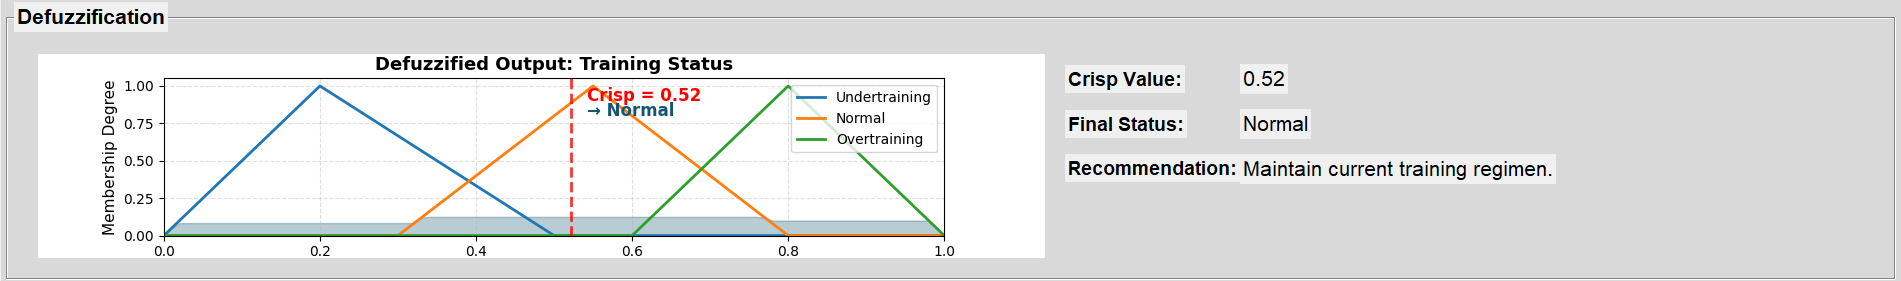 Defuzzification
Defuzzified Output: Training Status
Membership Degree
1.00
0.75
0.50
0.25
0.00
0.0
0.2
0.4
0.6
0.8
1.0
Crisp = 0.52
→ Normal
Undertraining
Normal
Overtraining
Crisp Value: 0.52
Final Status: Normal
Recommendation: Maintain current training regimen.